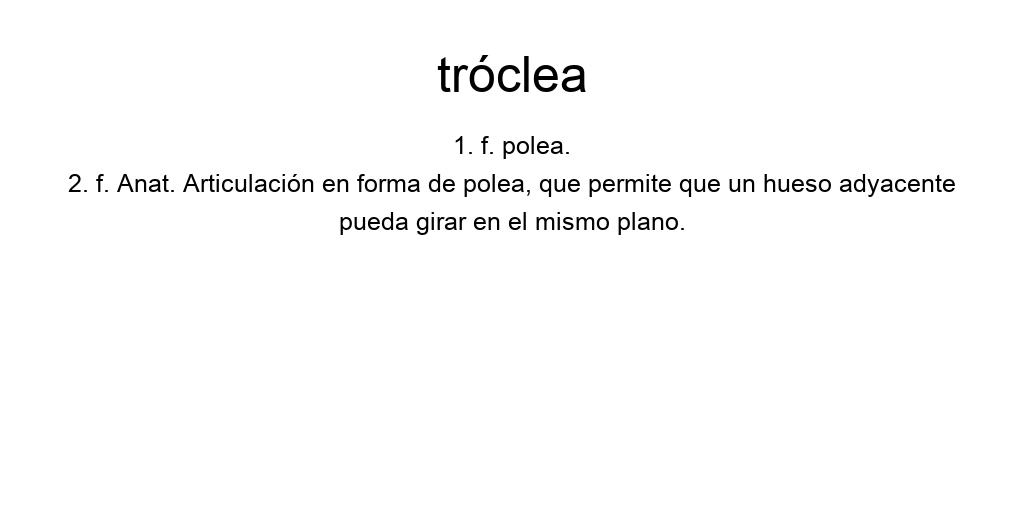 tróclea
1. f. polea.
2. f. Anat. Articulación en forma de polea, que permite que un hueso adyacente
pueda girar en el mismo plano.